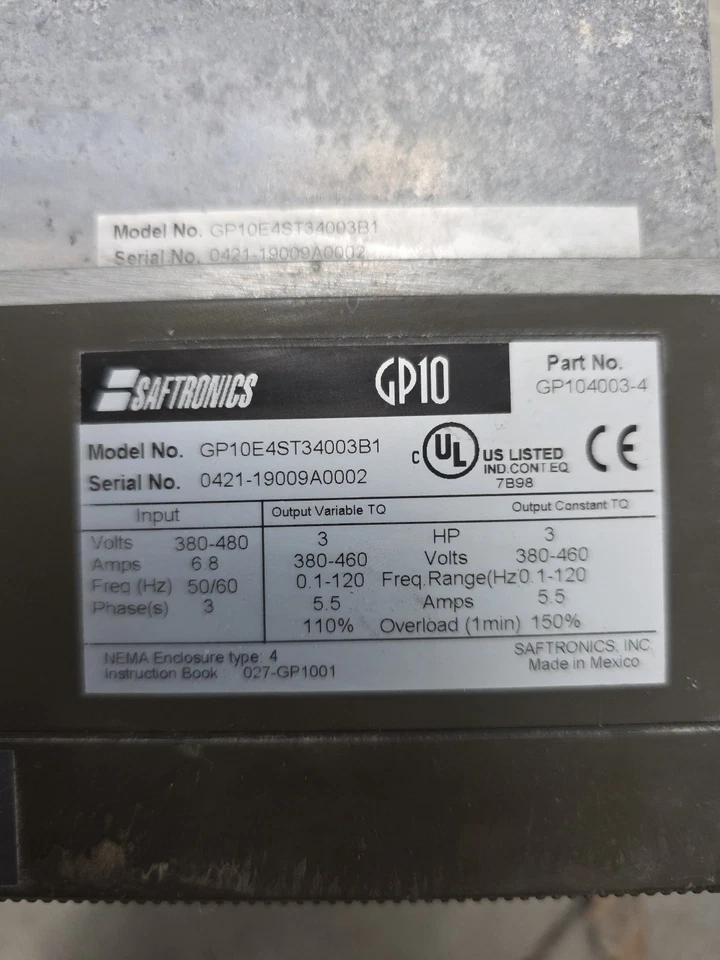 Model No. GP10E4ST34003B1
Serial No. 0421-19009A0002
SAFTRONICS GP10
Part No.
GP104003-4
Model No. GP10E4ST34003B1
Serial No. 0421-19009A0002
C UL US LISTED
IND.CONT.EQ.
7B98
CE
Input Output Variable TQ Output Constant TQ
Volts 380-480 3 HP 3
Amps 6.8 380-460 Volts 380-460
Freq (Hz) 50/60 0.1-120 Freq.Range(Hz) 0.1-120
Phase(s) 3 5.5 Amps 5.5
110% Overload (1min) 150%
NEMA Enclosure type: 4
Instruction Book: 027-GP1001
SAFTRONICS, INC.
Made in Mexico